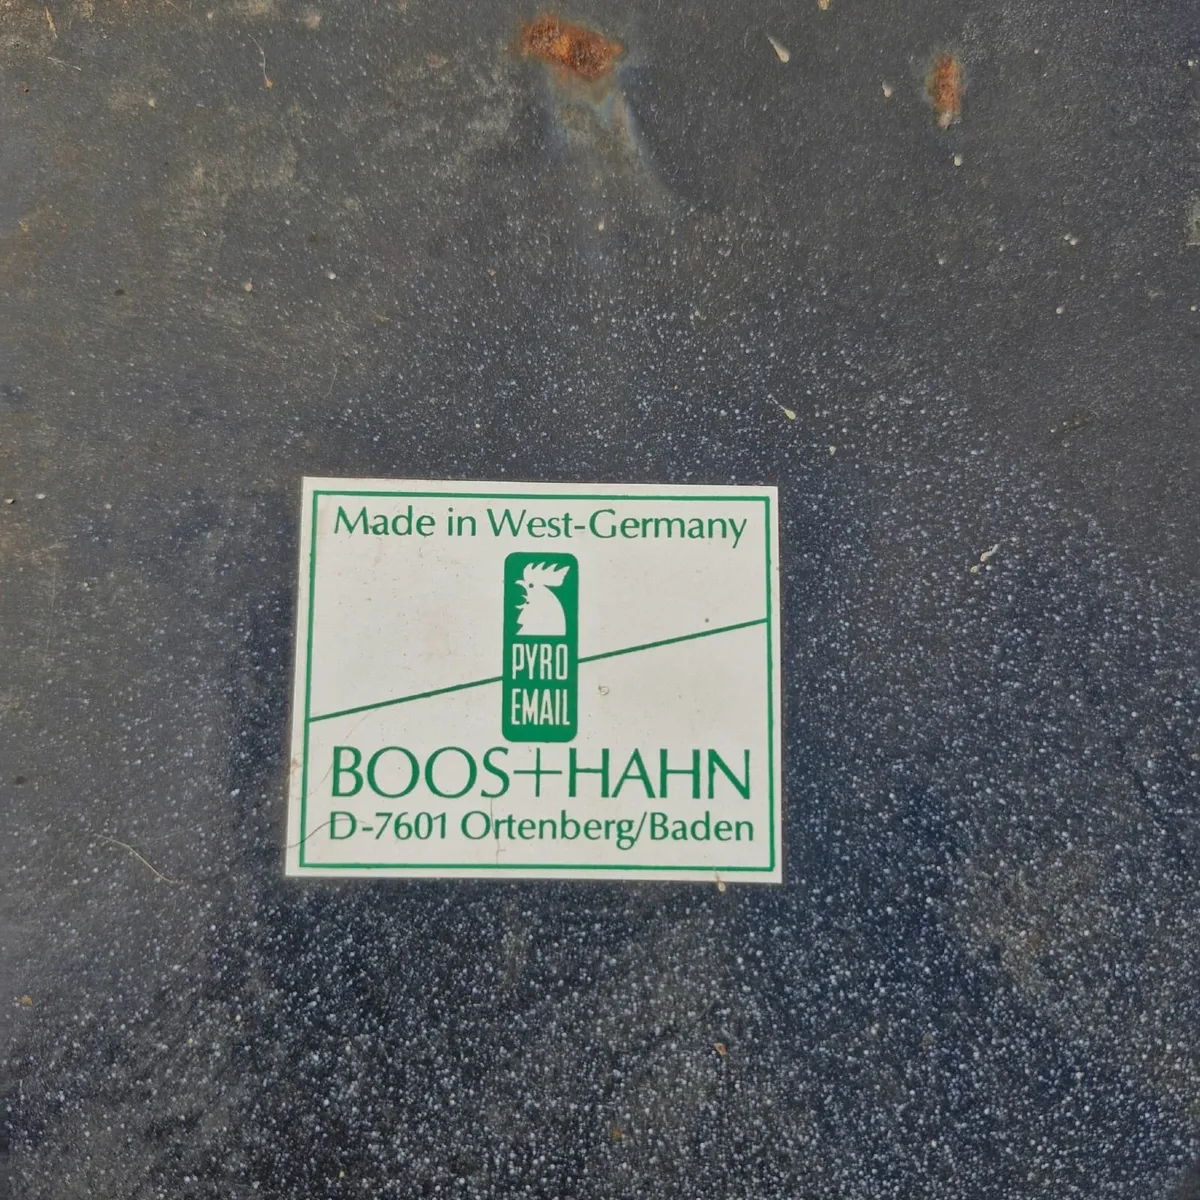 Made in West-Germany
PYRO
EMAIL
BOOS+HAHN
D-7601 Ortenberg/Baden